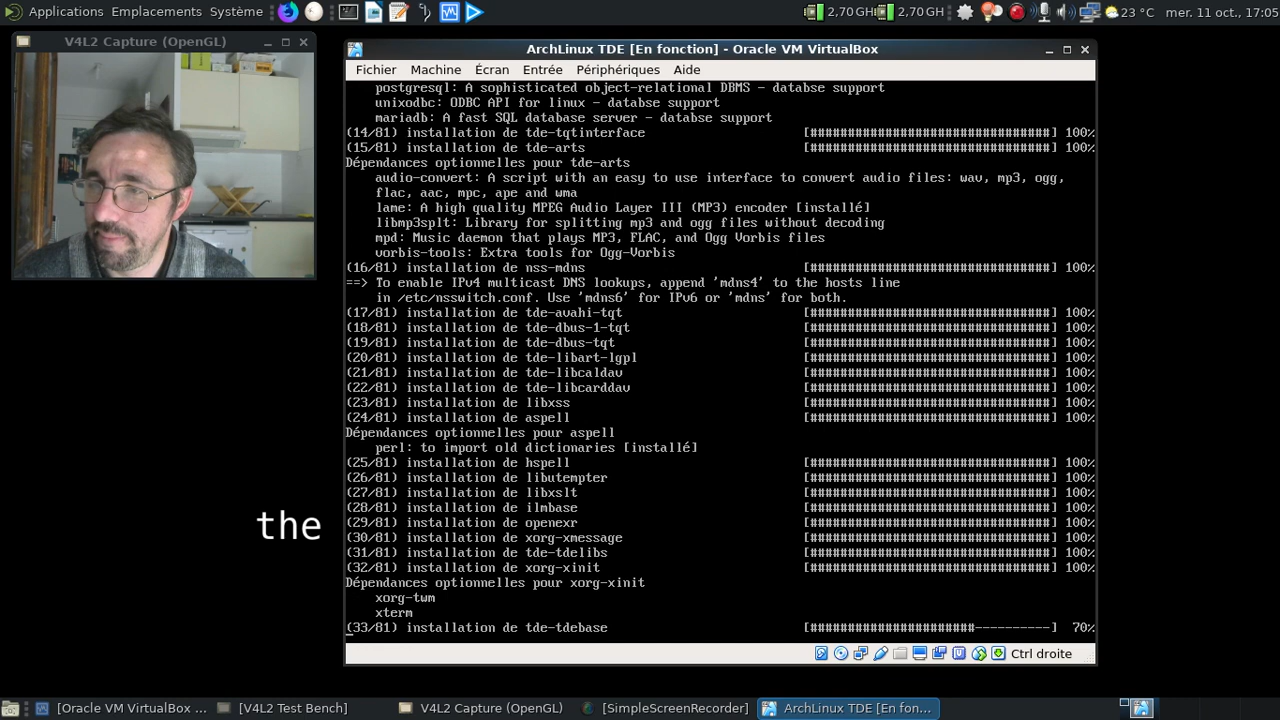 Applications Emplacements Système
2,70 GH 2,70 GH 23 °C mer. 11 oct., 17:05
V4L2 Capture (OpenGL)
ArchLinux TDE [En fonction] - Oracle VM VirtualBox
Fichier Machine Écran Entrée Périphériques Aide
postgresql: A sophisticated object-relational DBMS - databse support
unixodbc: ODBC API for linux - databse support
mariadb: A fast SQL database server - databse support
(14/81) installation de tde-tqtinterface [################################] 100%
(15/81) installation de tde-arts [################################] 100%
Dépendances optionnelles pour tde-arts
audio-convert: A script with an easy to use interface to convert audio files: wav, mp3, ogg,
flac, aac, mpc, ape and wma
lame: A high quality MPEG Audio Layer III (MP3) encoder [installé]
libmp3splt: Library for splitting mp3 and ogg files without decoding
mpd: Music daemon that plays MP3, FLAC, and Ogg Vorbis files
vorbis-tools: Extra tools for Ogg-Vorbis
(16/81) installation de nss-mdns [################################] 100%
==> To enable IPv4 multicast DNS lookups, append 'mdns4' to the hosts line
in /etc/nsswitch.conf. Use 'mdns6' for IPv6 or 'mdns' for both.
(17/81) installation de tde-avahi-tqt [################################] 100%
(18/81) installation de tde-dbus-1-tqt [################################] 100%
(19/81) installation de tde-dbus-tqt [################################] 100%
(20/81) installation de tde-libart-lgpl [################################] 100%
(21/81) installation de tde-libcaldav [################################] 100%
(22/81) installation de tde-libcarddav [################################] 100%
(23/81) installation de libxss [################################] 100%
(24/81) installation de aspell [################################] 100%
Dépendances optionnelles pour aspell
perl: to import old dictionaries [installé]
(25/81) installation de hspell [################################] 100%
(26/81) installation de libutempter [################################] 100%
(27/81) installation de libxslt [################################] 100%
(28/81) installation de ilmbase [################################] 100%
(29/81) installation de openexr [################################] 100%
(30/81) installation de xorg-xmessage [################################] 100%
(31/81) installation de tde-tdelibs [################################] 100%
(32/81) installation de xorg-xinit [################################] 100%
Dépendances optionnelles pour xorg-xinit
xorg-twm
xterm
(33/81) installation de tde-tdebase [######################----------] 70%
the
Ctrl droite
[Oracle VM VirtualBox ... [V4L2 Test Bench] V4L2 Capture (OpenGL) [SimpleScreenRecorder] ArchLinux TDE [En fon...